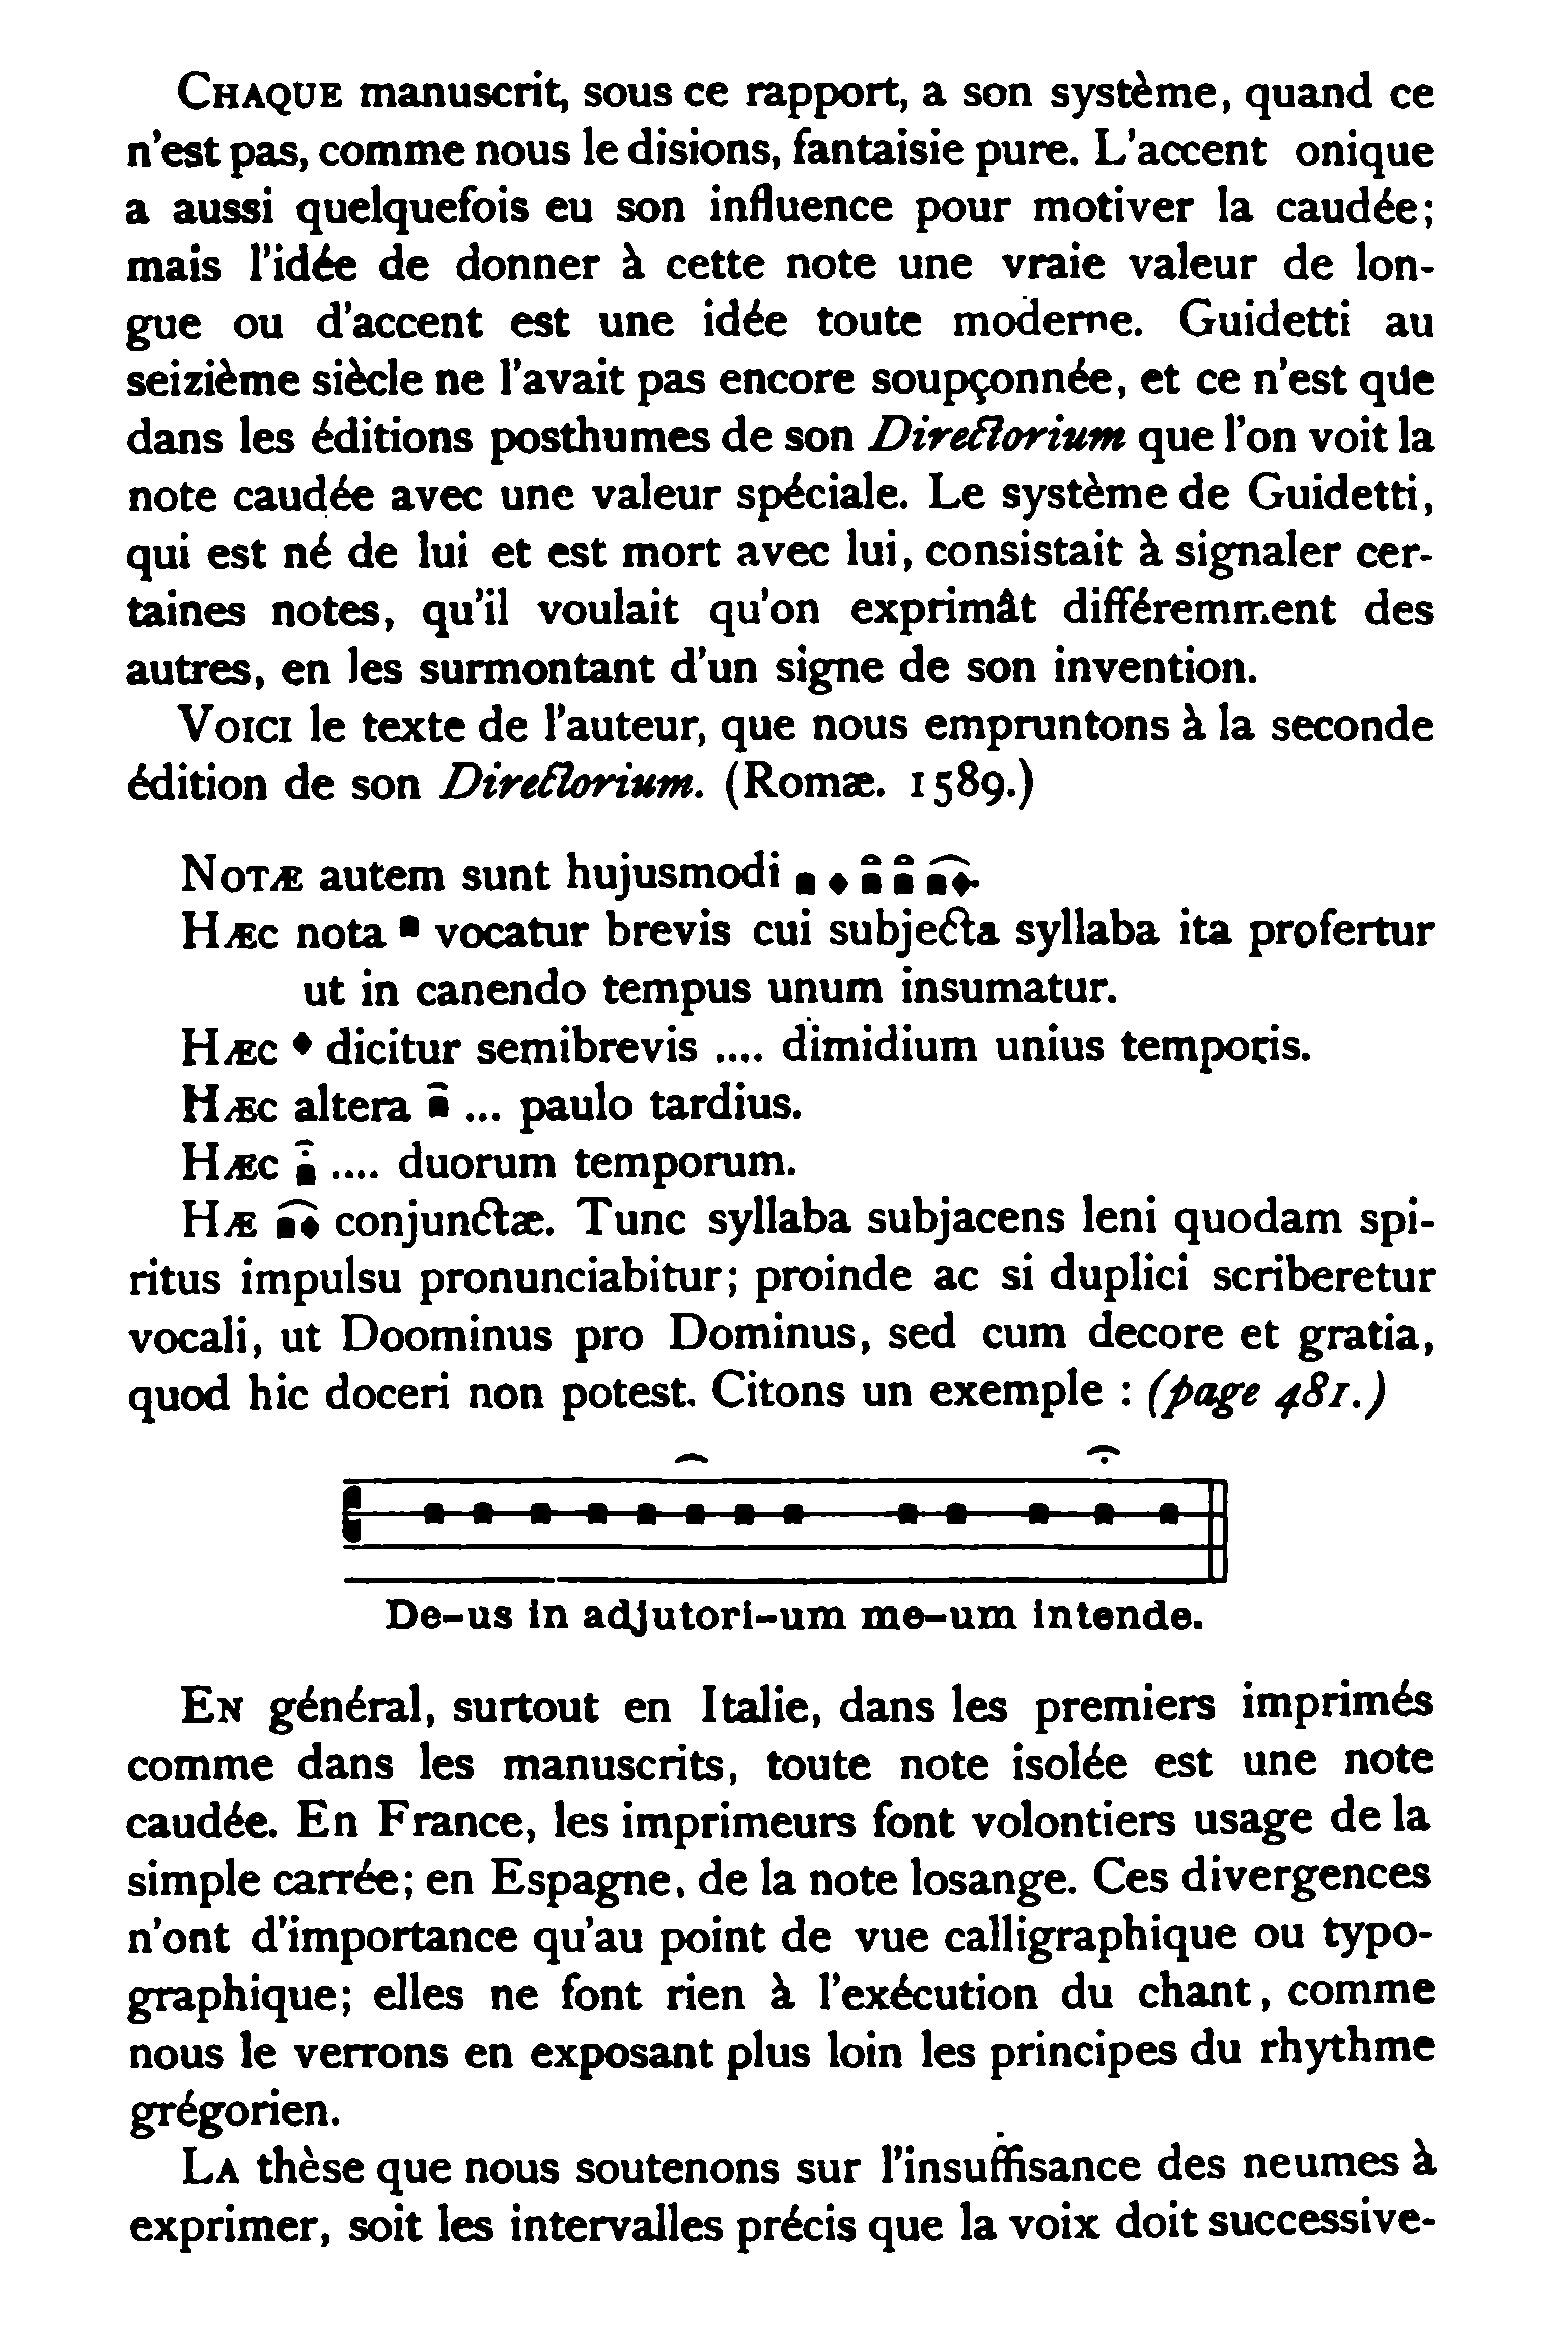 CHAQUE manuscrit, sous ce rapport, a son système, quand ce
n'est pas, comme nous le disions, fantaisie pure. L'accent onique
a aussi quelquefois eu son influence pour motiver la caudée;
mais l'idée de donner à cette note une vraie valeur de lon-
gue ou d'accent est une idée toute moderne. Guidetti au
seizième siècle ne l'avait pas encore soupçonnée, et ce n'est que
dans les éditions posthumes de son Directorium que l'on voit la
note caudée avec une valeur spéciale. Le système de Guidetti,
qui est né de lui et est mort avec lui, consistait à signaler cer-
taines notes, qu'il voulait qu'on exprimât différemment des
autres, en les surmontant d'un signe de son invention.
VOICI le texte de l'auteur, que nous empruntons à la seconde
édition de son Directorium. (Romæ. 1589.)
NOTÆ autem sunt hujusmodi
HÆC nota ▪ vocatur brevis cui subjecta syllaba ita profertur
ut in canendo tempus unum insumatur.
HÆC ♦ dicitur semibrevis .... dimidium unius temporis.
HÆC altera ... paulo tardius.
HÆC .... duorum temporum.
HÆ conjunctæ. Tunc syllaba subjacens leni quodam spi-
ritus impulsu pronunciabitur; proinde ac si duplici scriberetur
vocali, ut Doominus pro Dominus, sed cum decore et gratia,
quod hic doceri non potest. Citons un exemple : (page 481.)
De-us in adjutori-um me-um intende.
EN général, surtout en Italie, dans les premiers imprimés
comme dans les manuscrits, toute note isolée est une note
caudée. En France, les imprimeurs font volontiers usage de la
simple carrée; en Espagne, de la note losange. Ces divergences
n'ont d'importance qu'au point de vue calligraphique ou typo-
graphique; elles ne font rien à l'exécution du chant, comme
nous le verrons en exposant plus loin les principes du rhythme
grégorien.
LA thèse que nous soutenons sur l'insuffisance des neumes à
exprimer, soit les intervalles précis que la voix doit successive-